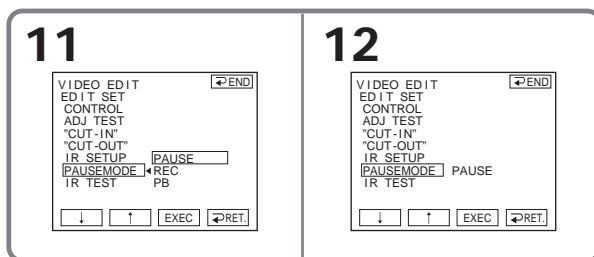 11
VIDEO EDIT ⮐END
EDIT SET
CONTROL
ADJ TEST
"CUT-IN"
"CUT-OUT"
IR SETUP PAUSE
PAUSEMODE ◂REC
IR TEST PB
↓ ↑ EXEC ⮐RET.
12
VIDEO EDIT ⮐END
EDIT SET
CONTROL
ADJ TEST
"CUT-IN"
"CUT-OUT"
IR SETUP
PAUSEMODE PAUSE
IR TEST
↓ ↑ EXEC ⮐RET.